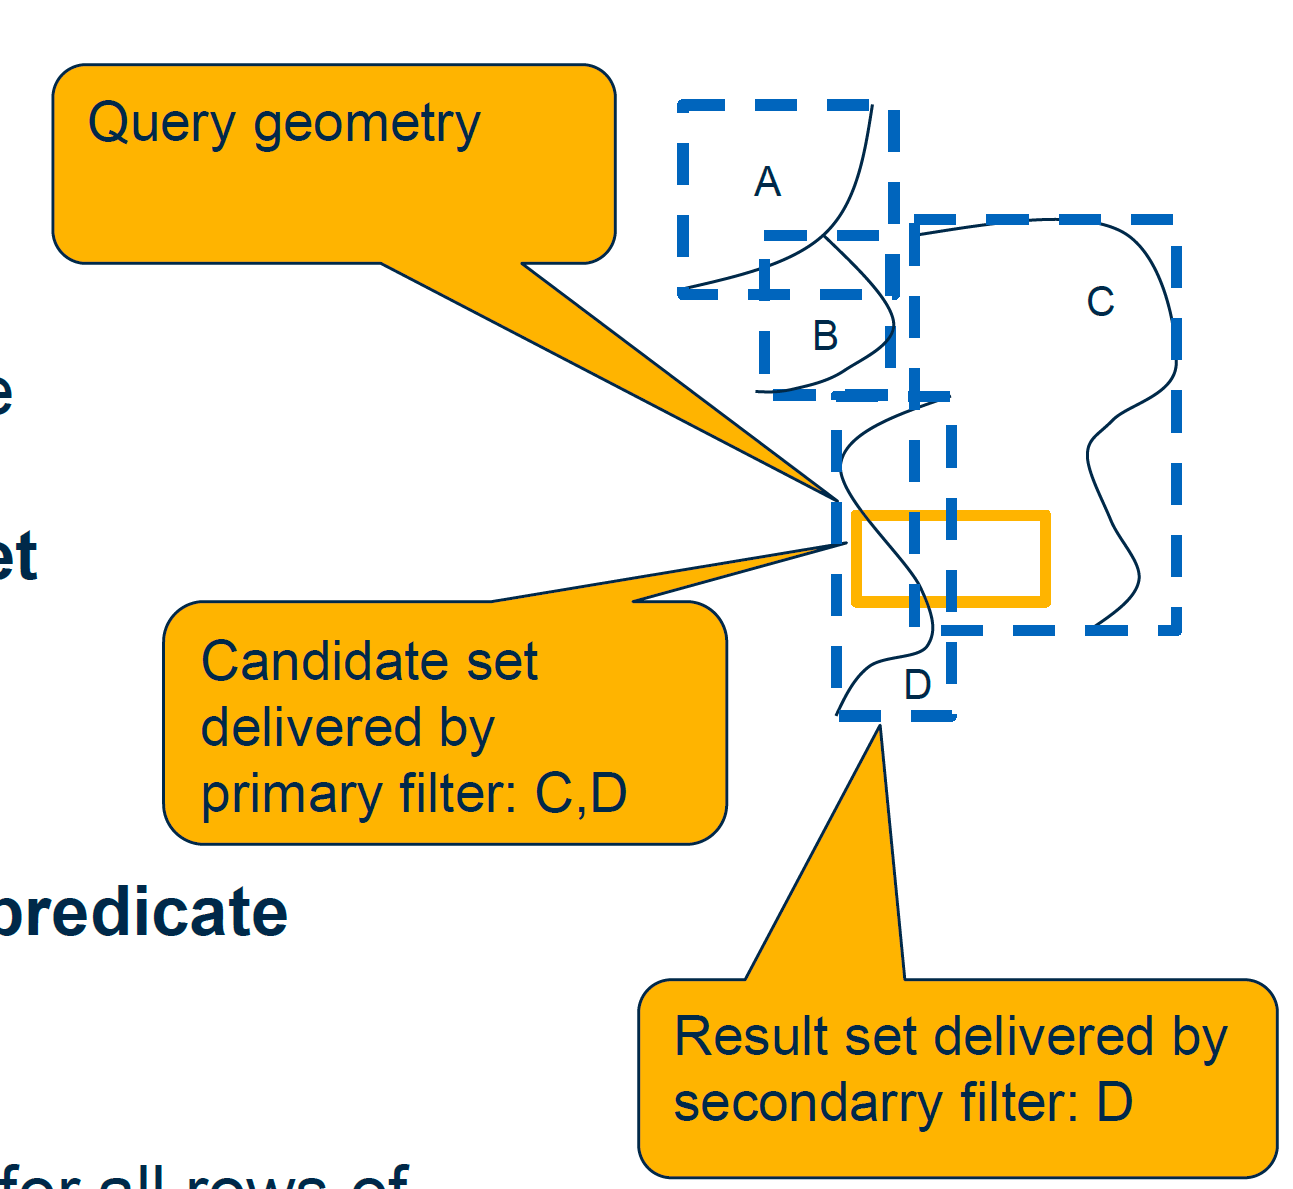 Query geometry
A
B
C
e
et
Candidate set
delivered by
primary filter: C,D
D
predicate
Result set delivered by
secondarry filter: D
for all rows of